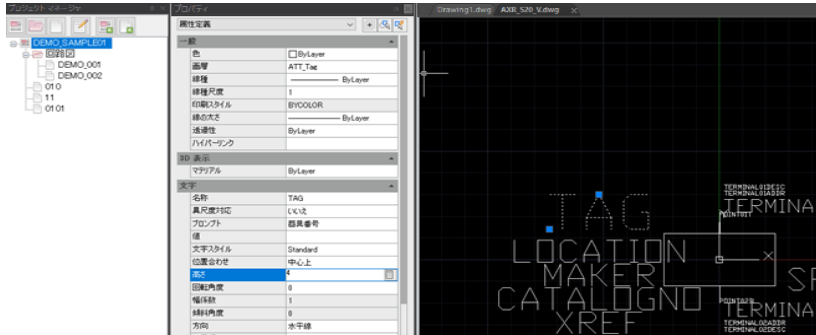 プロジェクト マネージャ
DEMO_SAMPLE01
回路図
DEMO_001
DEMO_002
010
11
0101
プロパティ
属性定義
一般
色 ByLayer
画層 ATT_Tag
線種 ByLayer
線種尺度 1
印刷スタイル BYCOLOR
線の太さ ByLayer
透過性 ByLayer
ハイパーリンク
3D 表示
マテリアル ByLayer
文字
名称 TAG
異尺度対応 いいえ
プロンプト 器具番号
値
文字スタイル Standard
位置合わせ 中心上
高さ 4
回転角度 0
幅係数 1
傾斜角度 0
方向 水平線
Drawing1.dwg AXR_S20_V.dwg
TERMINAL01DESC
TERMINAL01ADDR
TERMINA
POINT01T
TAG
LOCATION
MAKER
CATALOGNO
XREF
SP
TERMINA
TERMINAL02ADDR
TERMINAL02DESC